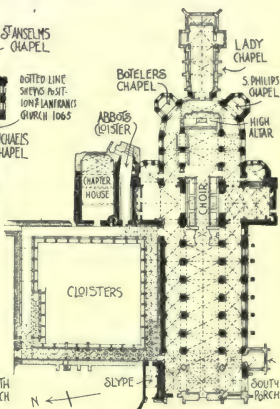 ST ANSELMS
CHAPEL
DOTTED LINE
SHEWS POSIT-
ION OF LANFRANCS
CHURCH 1065
LADY
CHAPEL
BOTELERS
CHAPEL
S. PHILIPS
CHAPEL
HIGH
ALTAR
ABBOTS
CLOISTER
CHAPTER
HOUSE
CHOIR
CLOISTERS
SLYPE
N
SOUTH
PORCH